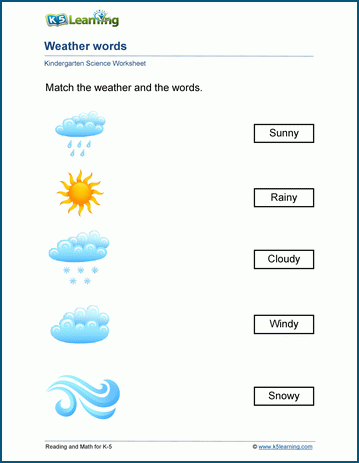 K5 Learning
Weather words
Kindergarten Science Worksheet
Match the weather and the words.
Sunny
Rainy
Cloudy
Windy
Snowy
Reading and Math for K-5
© www.k5learning.com